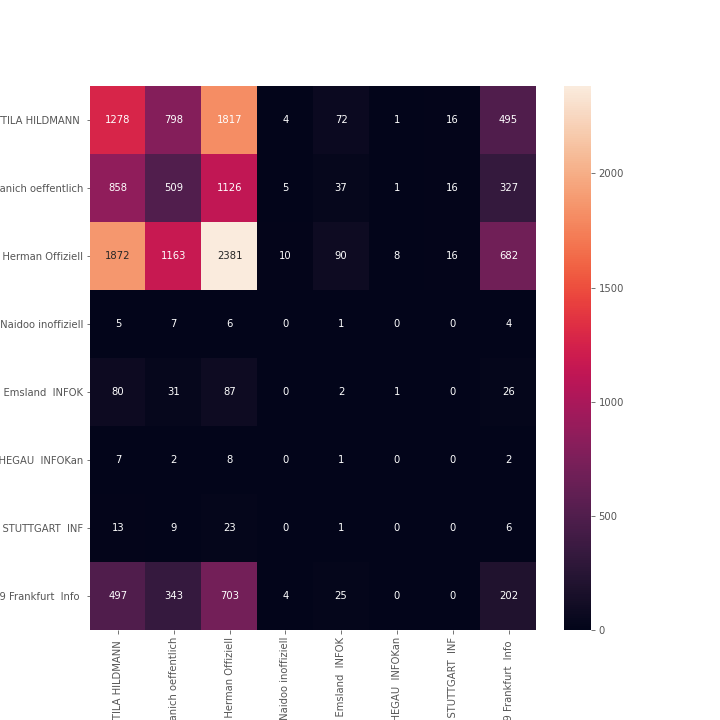 TILA HILDMANN 1278 798 1817 4 72 1 16 495
anich oeffentlich 858 509 1126 5 37 1 16 327
Herman Offiziell 1872 1163 2381 10 90 8 16 682
Naidoo inoffiziell 5 7 6 0 1 0 0 4
Emsland INFOK 80 31 87 0 2 1 0 26
HEGAU INFOKan 7 2 8 0 1 0 0 2
STUTTGART INF 13 9 23 0 1 0 0 6
9 Frankfurt Info 497 343 703 4 25 0 0 202
TILA HILDMANN
anich oeffentlich
Herman Offiziell
Naidoo inoffiziell
Emsland INFOK
HEGAU INFOKan
STUTTGART INF
9 Frankfurt Info
2000
1500
1000
500
0